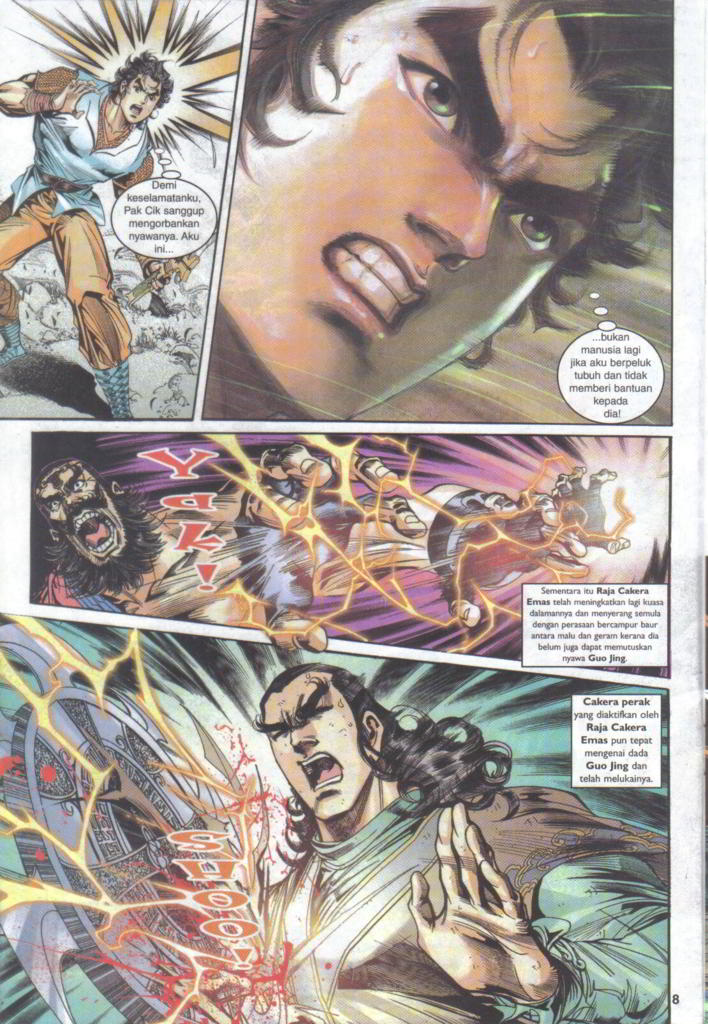 Demi
keselamatanku,
Pak Cik sanggup
mengorbankan
nyawanya. Aku
ini...
...bukan
manusia lagi
jika aku berpeluk
tubuh dan tidak
memberi bantuan
kepada
dia!
YAK!
Sementara itu Raja Cakera
Emas telah meningkatkan lagi kuasa
dalamannya dan menyerang semula
dengan perasaan bercampur baur
antara malu dan geram kerana dia
belum juga dapat memutuskan
nyawa Guo Jing.
Cakera perak
yang diaktifkan oleh
Raja Cakera
Emas pun tepat
mengenai dada
Guo Jing dan
telah melukainya.
SHOO!
8